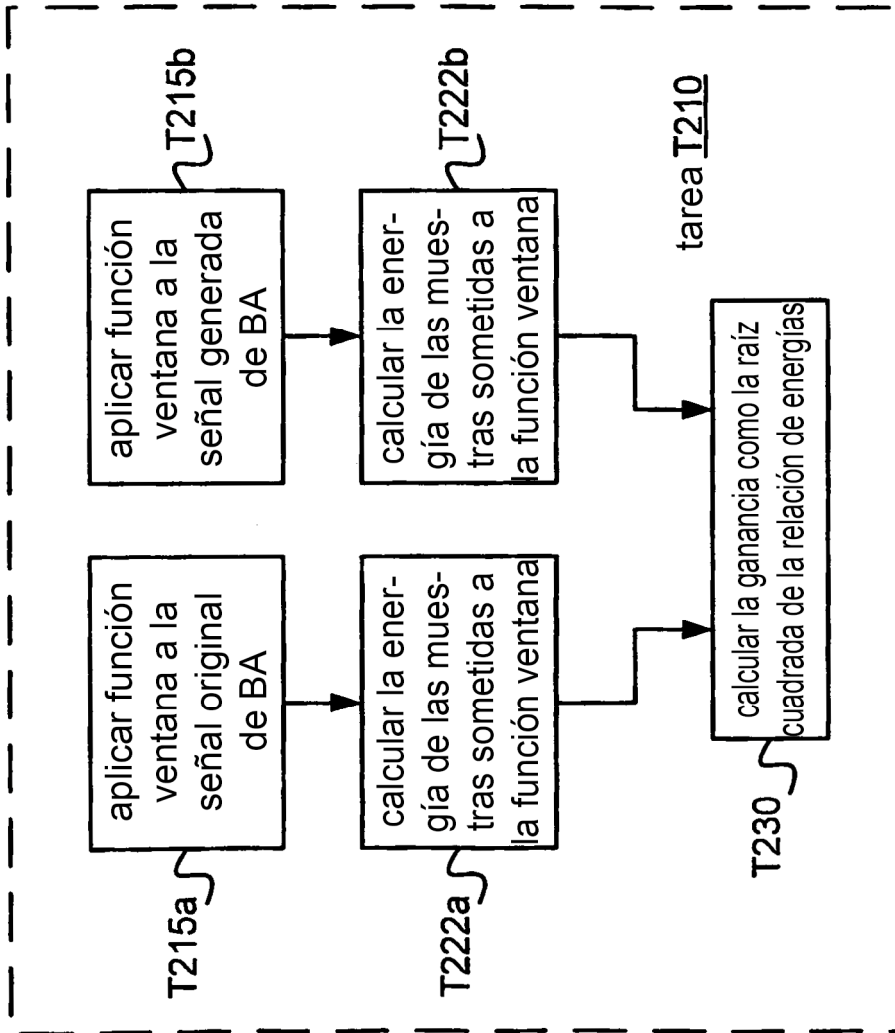 T215a
aplicar función
ventana a la
señal original
de BA
T215b
aplicar función
ventana a la
señal generada
de BA
T222a
calcular la ener-
gía de las mues-
tras sometidas a
la función ventana
T222b
calcular la ener-
gía de las mues-
tras sometidas a
la función ventana
T230
calcular la ganancia como la raíz
cuadrada de la relación de energías
tarea T210